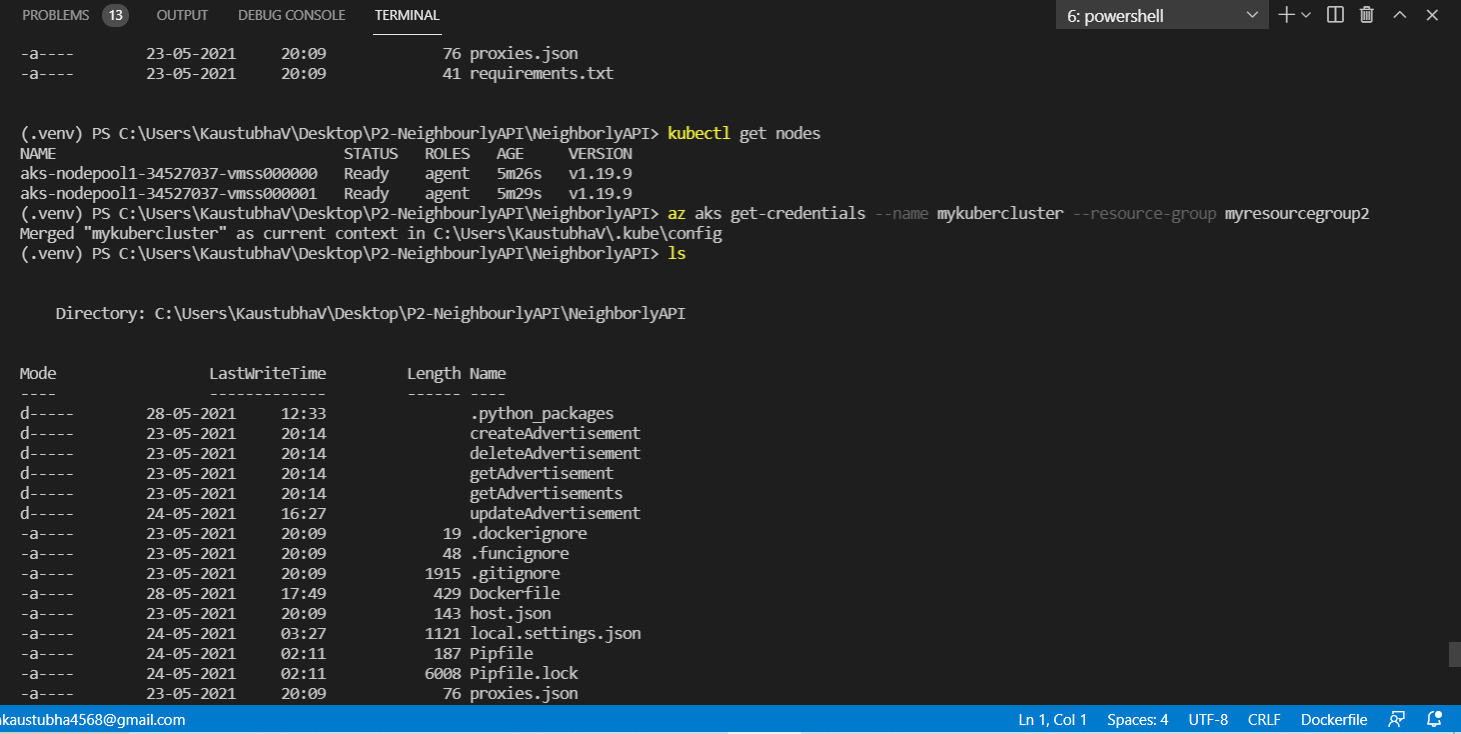 PROBLEMS 13 OUTPUT DEBUG CONSOLE TERMINAL 6: powershell
-a---- 23-05-2021 20:09 76 proxies.json
-a---- 23-05-2021 20:09 41 requirements.txt
(.venv) PS C:\Users\KaustubhaV\Desktop\P2-NeighbourlyAPI\NeighborlyAPI> kubectl get nodes
NAME STATUS ROLES AGE VERSION
aks-nodepool1-34527037-vmss000000 Ready agent 5m26s v1.19.9
aks-nodepool1-34527037-vmss000001 Ready agent 5m29s v1.19.9
(.venv) PS C:\Users\KaustubhaV\Desktop\P2-NeighbourlyAPI\NeighborlyAPI> az aks get-credentials --name mykubercluster --resource-group myresourcegroup2
Merged "mykubercluster" as current context in C:\Users\KaustubhaV\.kube\config
(.venv) PS C:\Users\KaustubhaV\Desktop\P2-NeighbourlyAPI\NeighborlyAPI> ls
Directory: C:\Users\KaustubhaV\Desktop\P2-NeighbourlyAPI\NeighborlyAPI
Mode LastWriteTime Length Name
---- ------------- ------ ----
d----- 28-05-2021 12:33 .python_packages
d----- 23-05-2021 20:14 createAdvertisement
d----- 23-05-2021 20:14 deleteAdvertisement
d----- 23-05-2021 20:14 getAdvertisement
d----- 23-05-2021 20:14 getAdvertisements
d----- 24-05-2021 16:27 updateAdvertisement
-a---- 23-05-2021 20:09 19 .dockerignore
-a---- 23-05-2021 20:09 48 .funcignore
-a---- 23-05-2021 20:09 1915 .gitignore
-a---- 28-05-2021 17:49 429 Dockerfile
-a---- 23-05-2021 20:09 143 host.json
-a---- 24-05-2021 03:27 1121 local.settings.json
-a---- 24-05-2021 02:11 187 Pipfile
-a---- 24-05-2021 02:11 6008 Pipfile.lock
-a---- 23-05-2021 20:09 76 proxies.json
kaustubha4568@gmail.com Ln 1, Col 1 Spaces: 4 UTF-8 CRLF Dockerfile